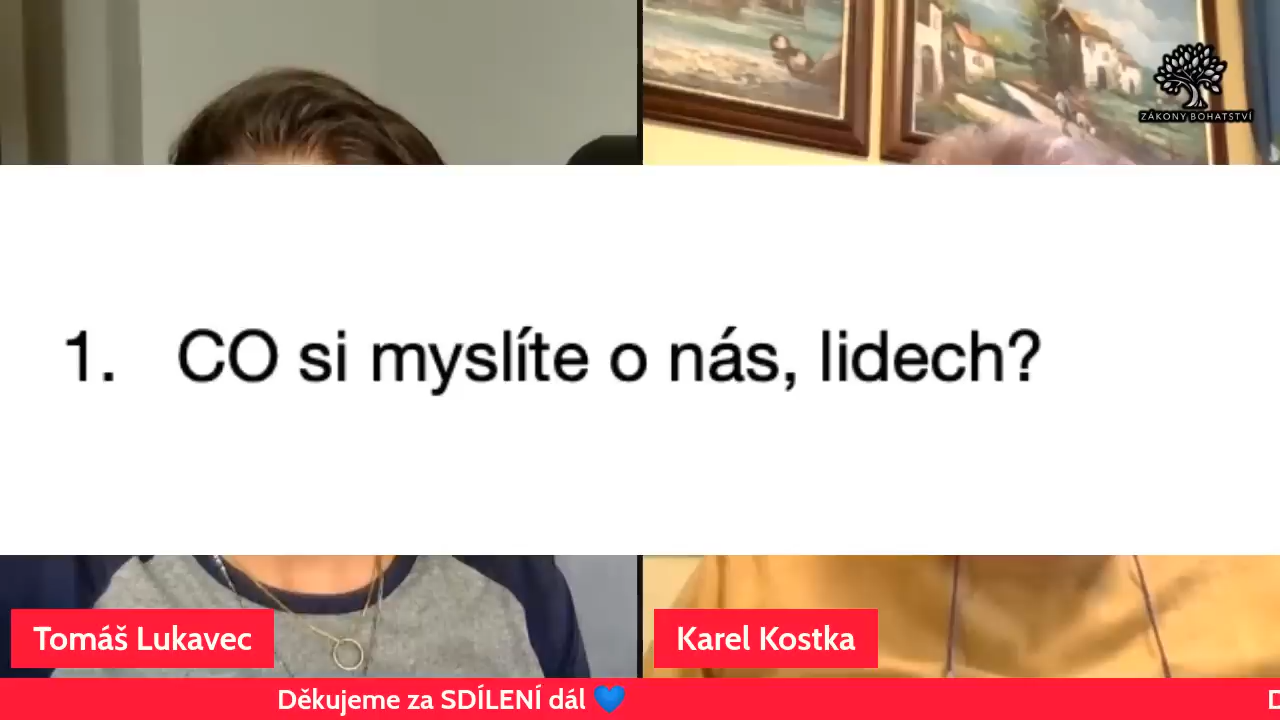 ZÁKONY BOHATSTVÍ
1. CO si myslíte o nás, lidech?
Tomáš Lukavec
Karel Kostka
Děkujeme za SDÍLENÍ dál 💙
D